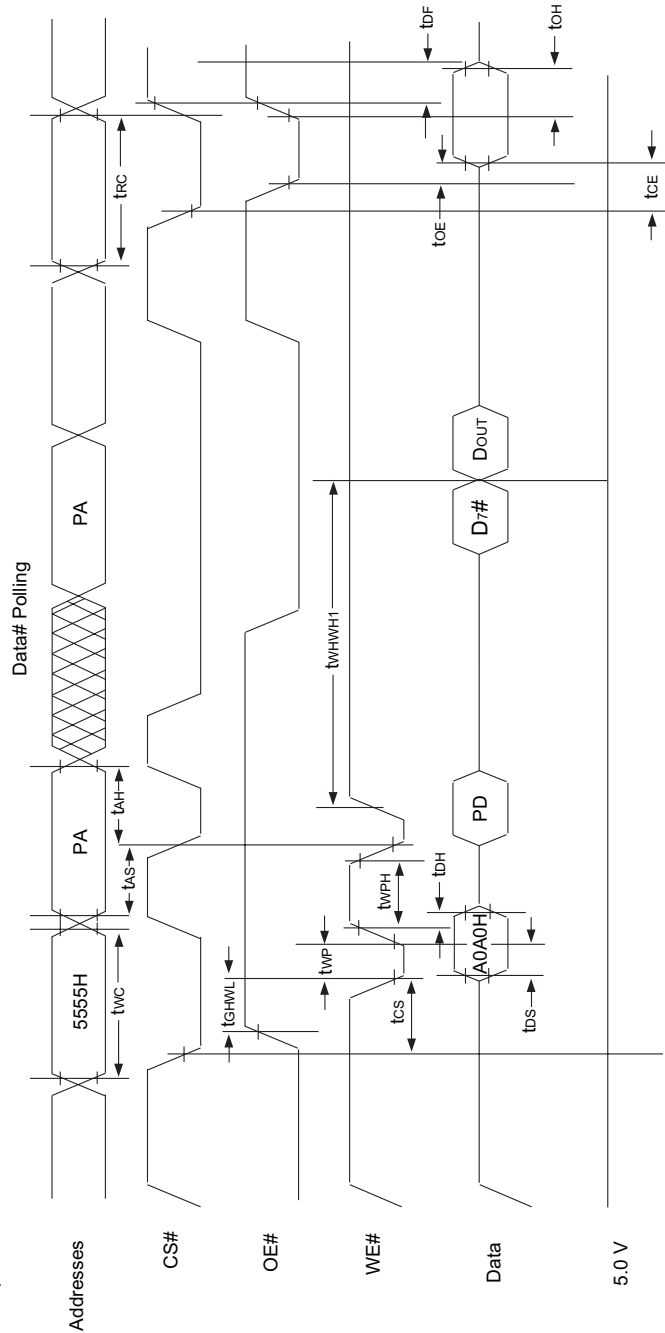 Data# Polling
Addresses
5555H
PA
PA
tWC
tAS
tAH
tRC
CS#
OE#
tGHWL
WE#
tWP
tCS
tWPH
tWHWH1
tDH
tDF
tOE
Data
A0A0H
PD
D7#
DOUT
tDS
tOH
tCE
5.0 V